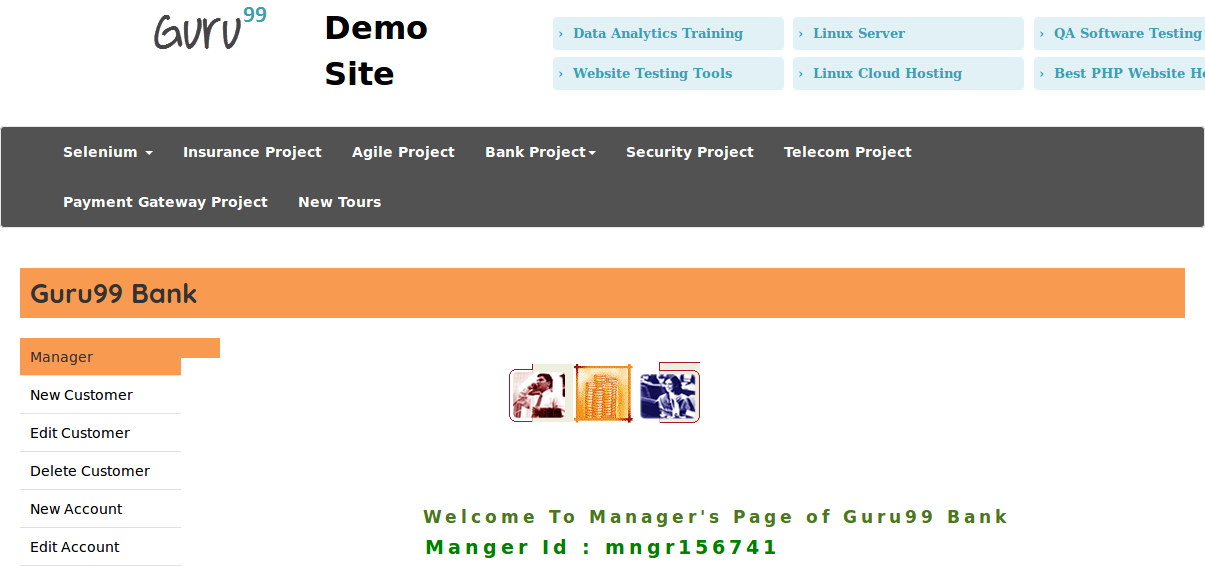 Guru99
Demo
Site
› Data Analytics Training
› Linux Server
› QA Software Testing
› Website Testing Tools
› Linux Cloud Hosting
› Best PHP Website
Selenium
Insurance Project
Agile Project
Bank Project
Security Project
Telecom Project
Payment Gateway Project
New Tours
Guru99 Bank
Manager
New Customer
Edit Customer
Delete Customer
New Account
Edit Account
Welcome To Manager's Page of Guru99 Bank
Manger Id : mngr156741